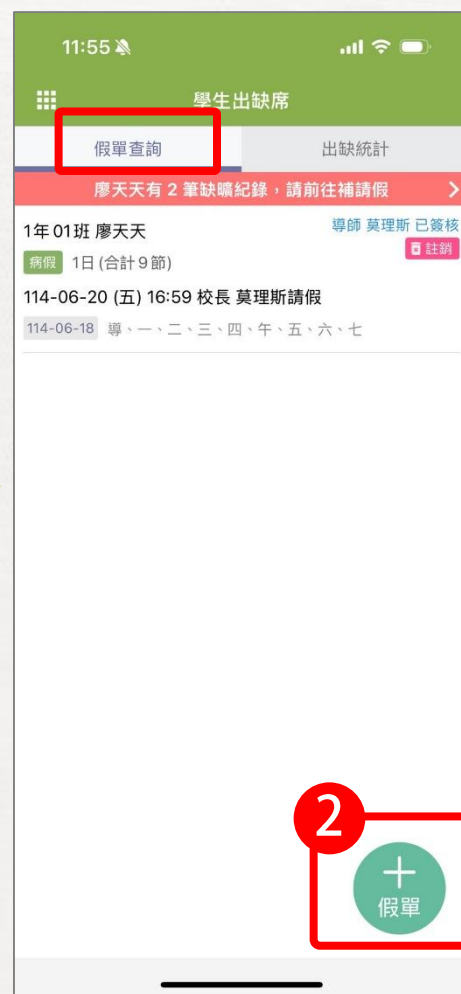 11:55
學生出缺席
假單查詢
出缺統計
廖天天有 2 筆缺曠紀錄，請前往補請假
1年01班 廖天天
導師 莫理斯 已簽核
病假 1日 (合計9節)
註銷
114-06-20 (五) 16:59 校長 莫理斯請假
114-06-18 導、一、二、三、四、午、五、六、七
2
假單